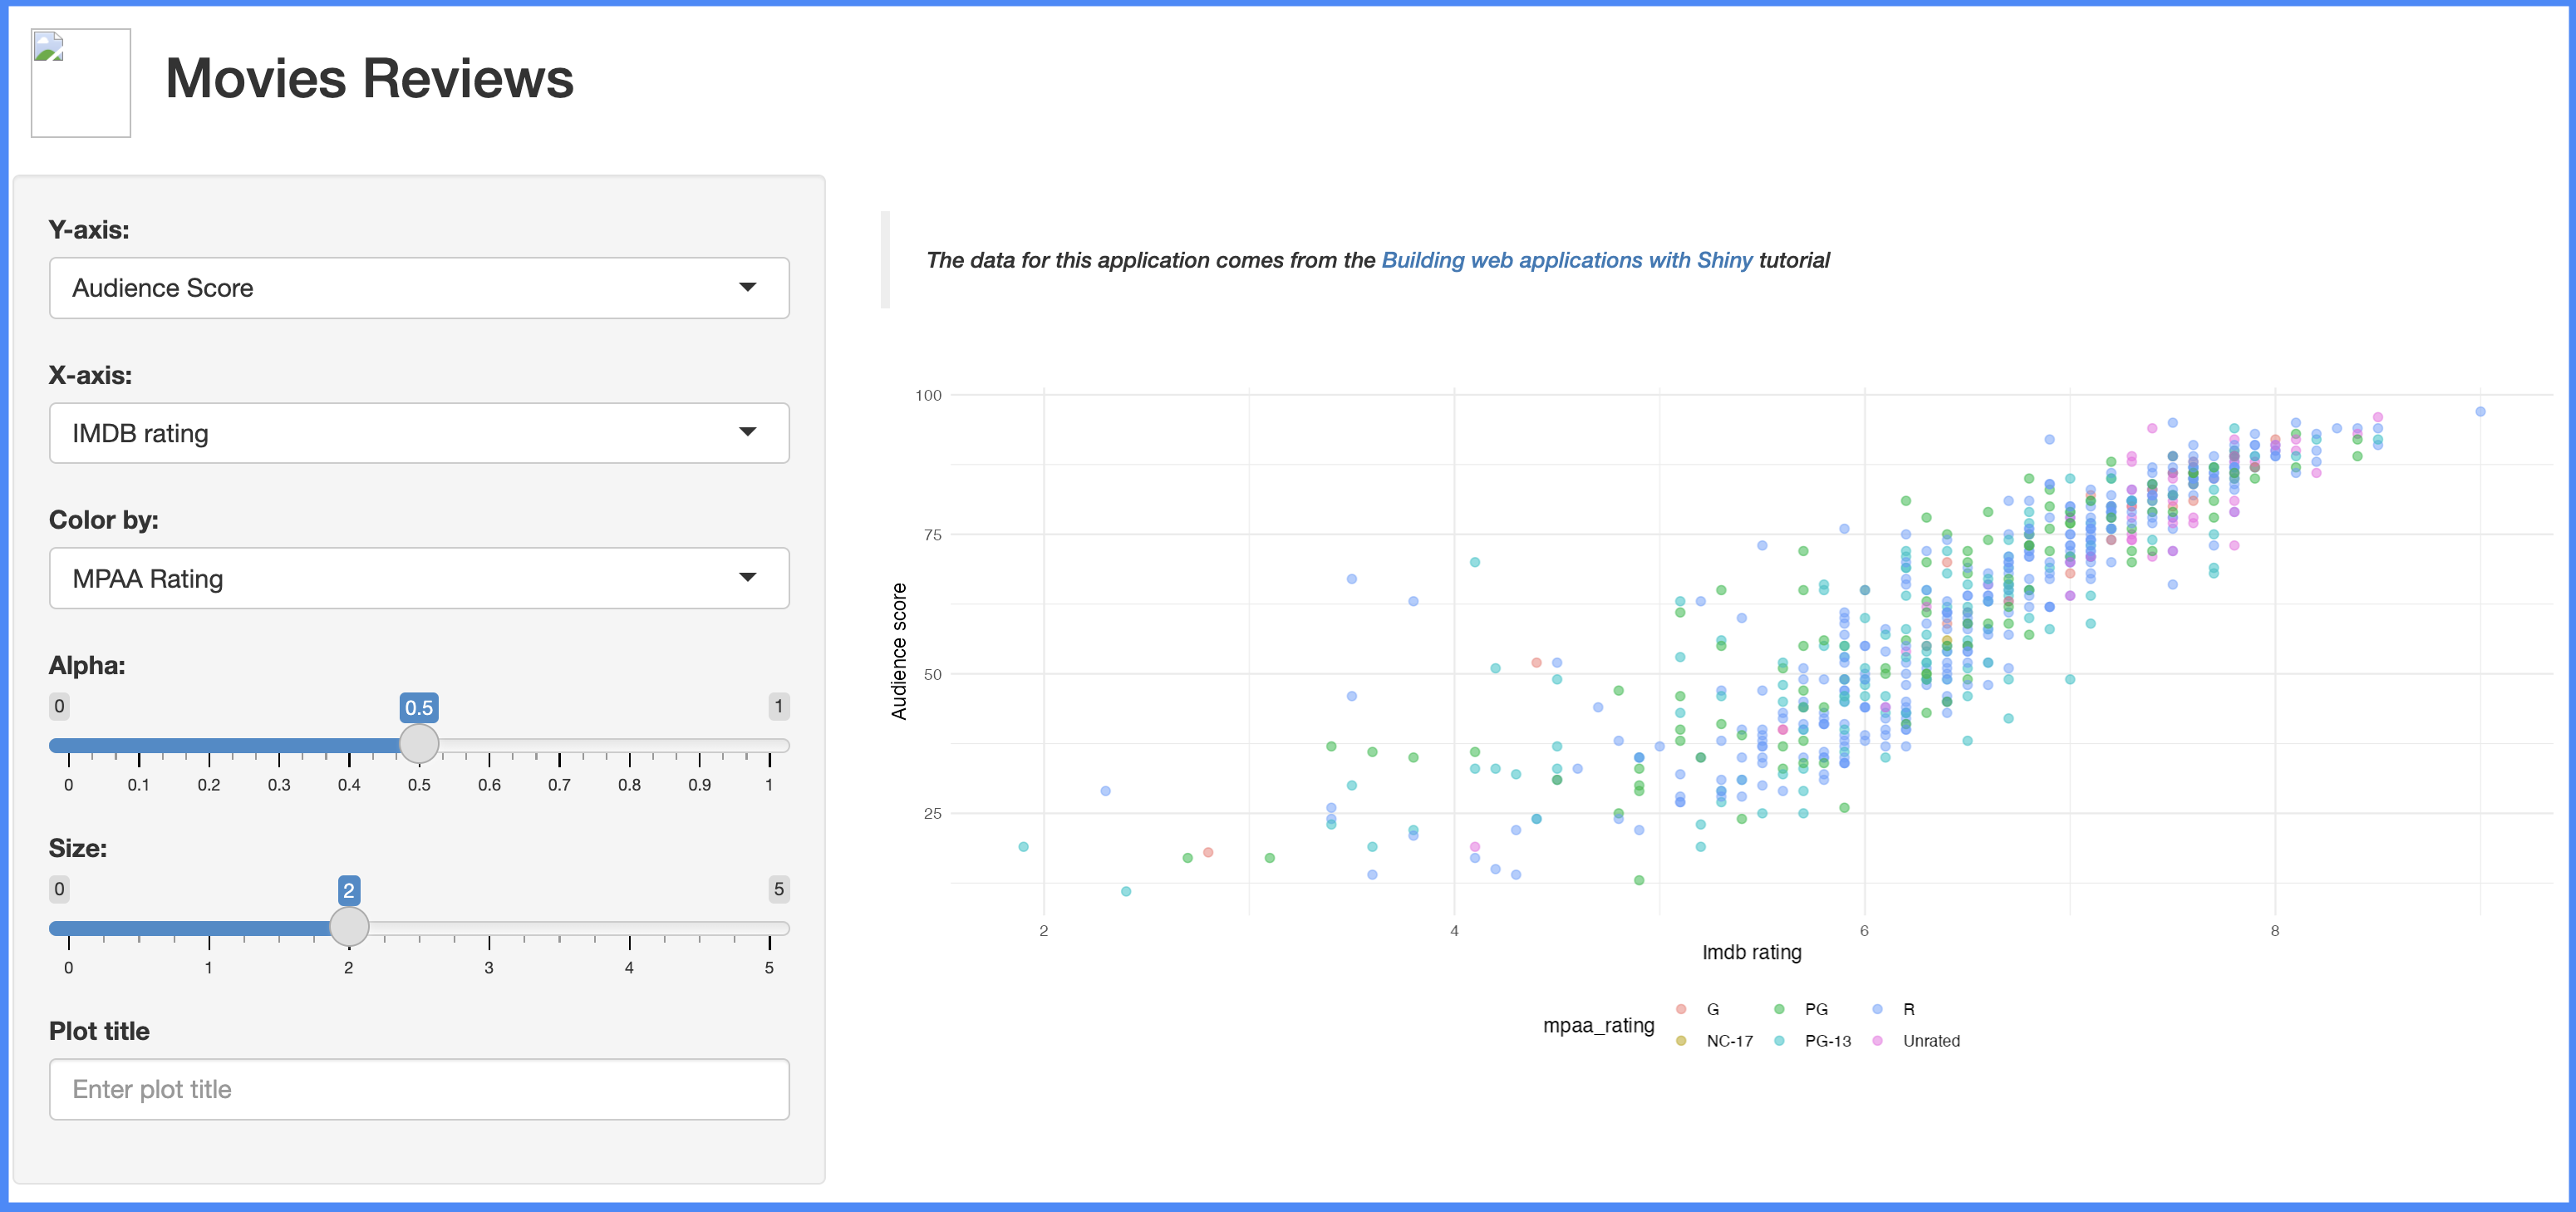 Movies Reviews
Y-axis:
Audience Score
X-axis:
IMDB rating
Color by:
MPAA Rating
Alpha:
0 0.5 1
0 0.1 0.2 0.3 0.4 0.5 0.6 0.7 0.8 0.9 1
Size:
0 2 5
0 1 2 3 4 5
Plot title
Enter plot title
The data for this application comes from the Building web applications with Shiny tutorial
100
75
50
25
Audience score
2 4 6 8
Imdb rating
mpaa_rating
G PG R
NC-17 PG-13 Unrated